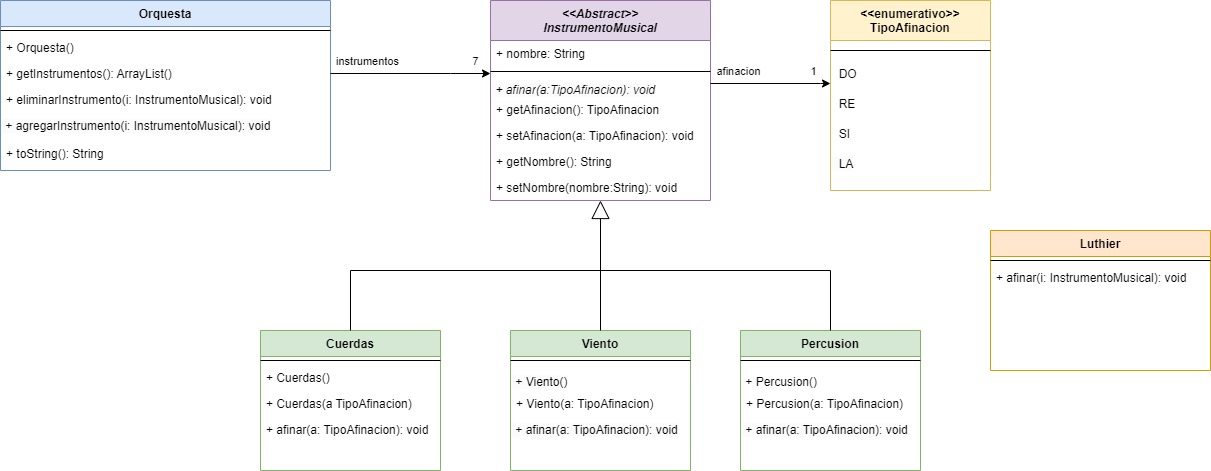 Orquesta
+ Orquesta()
+ getInstrumentos(): ArrayList()
+ eliminarInstrumento(i: InstrumentoMusical): void
+ agregarInstrumento(i: InstrumentoMusical): void
+ toString(): String
instrumentos
7
<<Abstract>>
InstrumentoMusical
+ nombre: String
+ afinar(a:TipoAfinacion): void
+ getAfinacion(): TipoAfinacion
+ setAfinacion(a: TipoAfinacion): void
+ getNombre(): String
+ setNombre(nombre:String): void
afinacion
1
<<enumerativo>>
TipoAfinacion
DO
RE
SI
LA
Luthier
+ afinar(i: InstrumentoMusical): void
Cuerdas
+ Cuerdas()
+ Cuerdas(a TipoAfinacion)
+ afinar(a: TipoAfinacion): void
Viento
+ Viento()
+ Viento(a: TipoAfinacion)
+ afinar(a: TipoAfinacion): void
Percusion
+ Percusion()
+ Percusion(a: TipoAfinacion)
+ afinar(a: TipoAfinacion): void